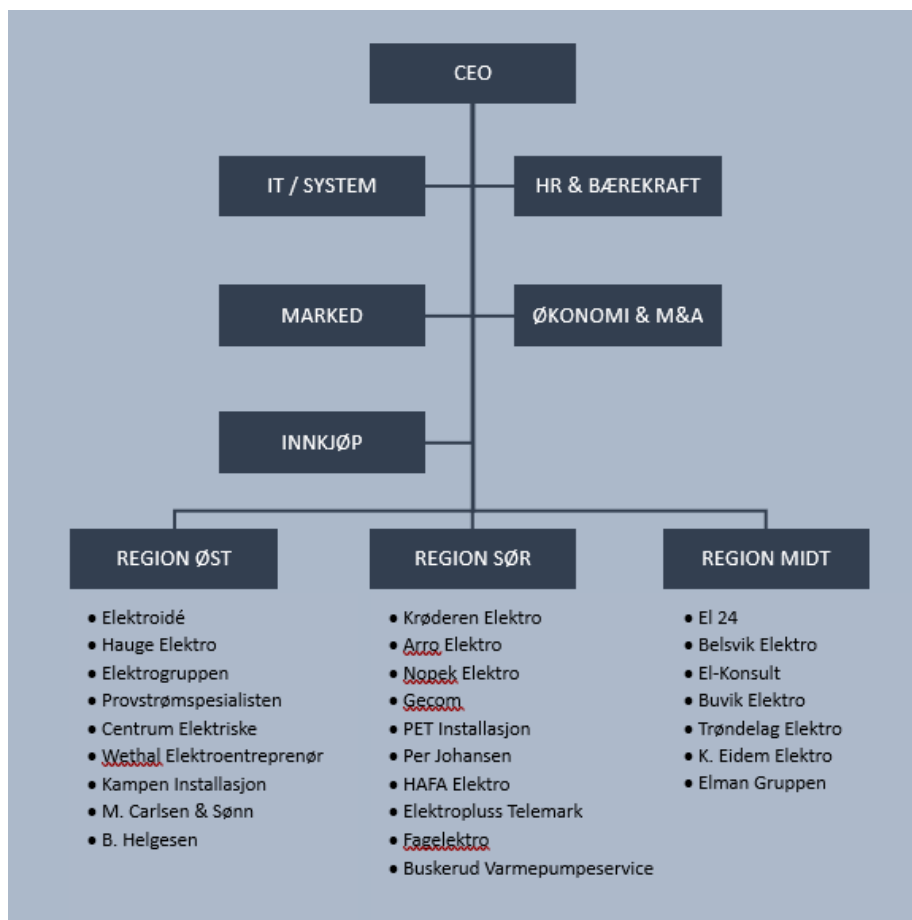 CEO
IT / SYSTEM
HR & BÆREKRAFT
MARKED
ØKONOMI & M&A
INNKJØP
REGION ØST
• Elektroidé
• Hauge Elektro
• Elektrogruppen
• Provstrømspesialisten
• Centrum Elektriske
• Wethal Elektroentreprenør
• Kampen Installasjon
• M. Carlsen & Sønn
• B. Helgesen
REGION SØR
• Krøderen Elektro
• Arro Elektro
• Nopek Elektro
• Gecom
• PET Installasjon
• Per Johansen
• HAFA Elektro
• Elektropluss Telemark
• Fagelektro
• Buskerud Varmepumpeservice
REGION MIDT
• El 24
• Belsvik Elektro
• El-Konsult
• Buvik Elektro
• Trøndelag Elektro
• K. Eidem Elektro
• Elman Gruppen